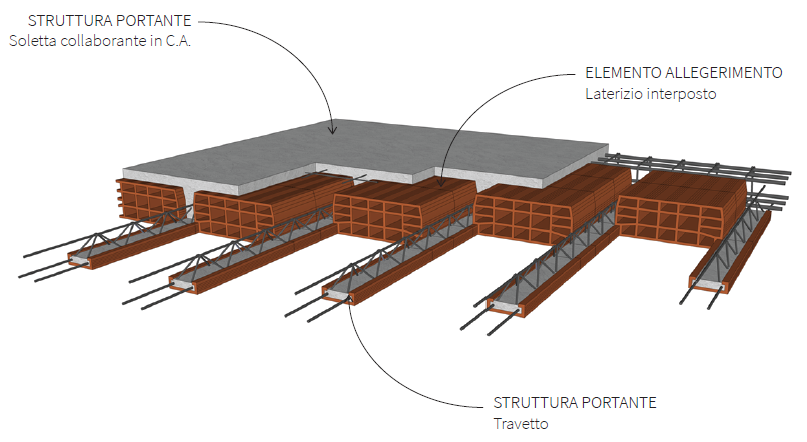 STRUTTURA PORTANTE
Soletta collaborante in C.A.
ELEMENTO ALLEGERIMENTO
Laterizio interposto
STRUTTURA PORTANTE
Travetto